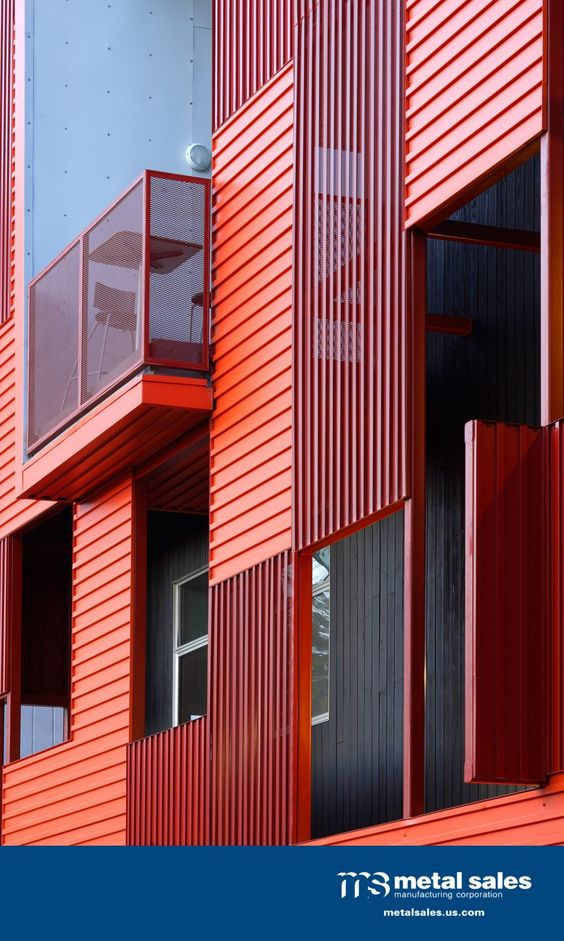 ms metal sales
manufacturing corporation
metalsales.us.com